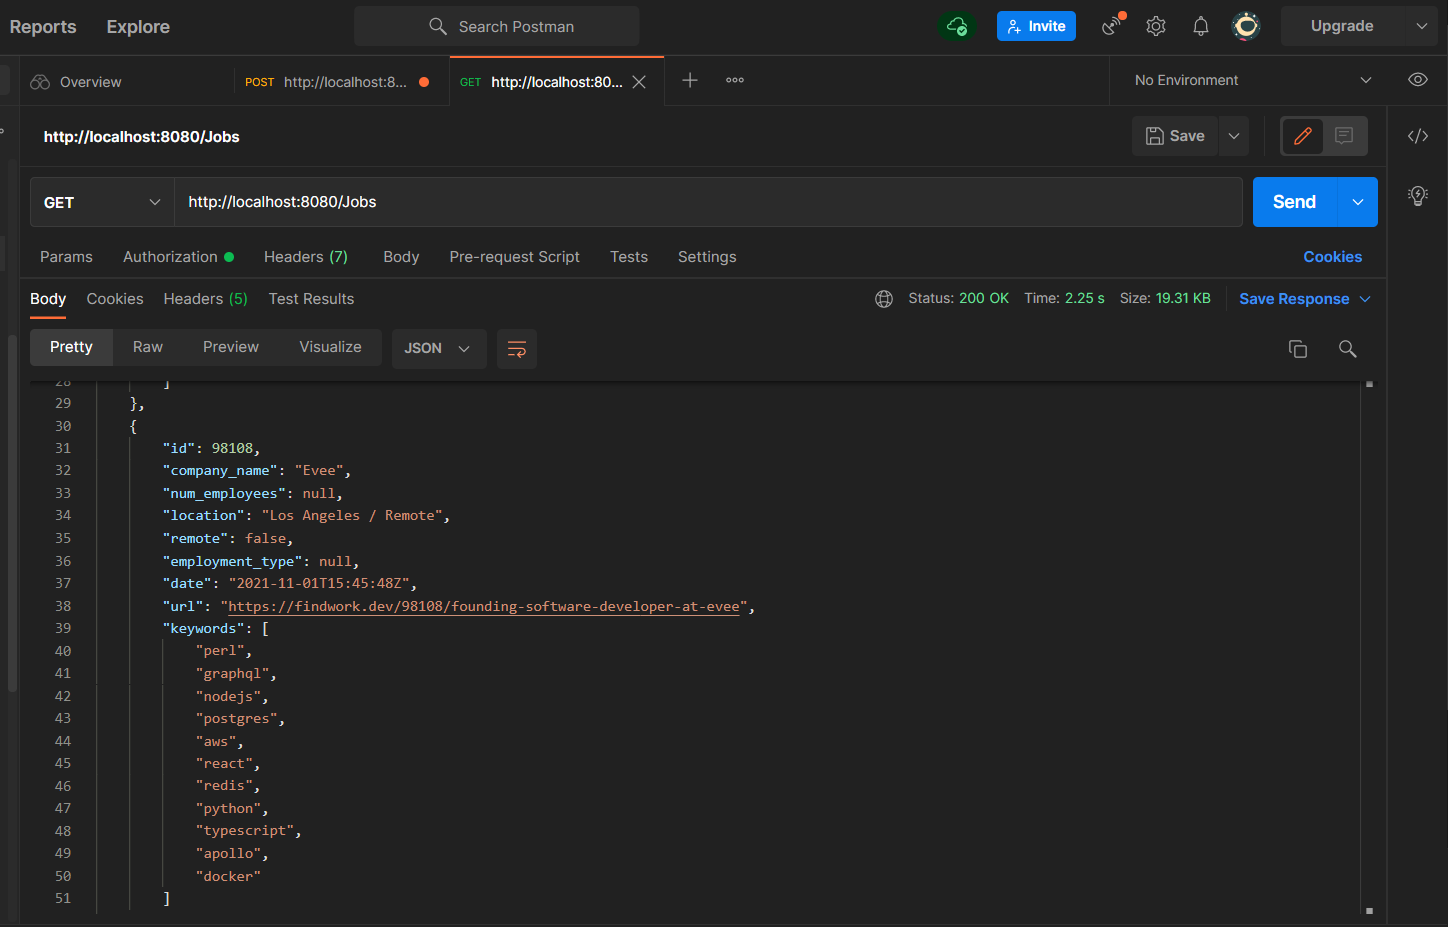 Reports Explore Search Postman Invite Upgrade
Overview POST http://localhost:8... GET http://localhost:80... No Environment
http://localhost:8080/Jobs Save
GET http://localhost:8080/Jobs Send
Params Authorization Headers (7) Body Pre-request Script Tests Settings Cookies
Body Cookies Headers (5) Test Results Status: 200 OK Time: 2.25 s Size: 19.31 KB Save Response
Pretty Raw Preview Visualize JSON
28 ]
29 },
30 {
31 "id": 98108,
32 "company_name": "Evee",
33 "num_employees": null,
34 "location": "Los Angeles / Remote",
35 "remote": false,
36 "employment_type": null,
37 "date": "2021-11-01T15:45:48Z",
38 "url": "https://findwork.dev/98108/founding-software-developer-at-evee",
39 "keywords": [
40 "perl",
41 "graphql",
42 "nodejs",
43 "postgres",
44 "aws",
45 "react",
46 "redis",
47 "python",
48 "typescript",
49 "apollo",
50 "docker"
51 ]